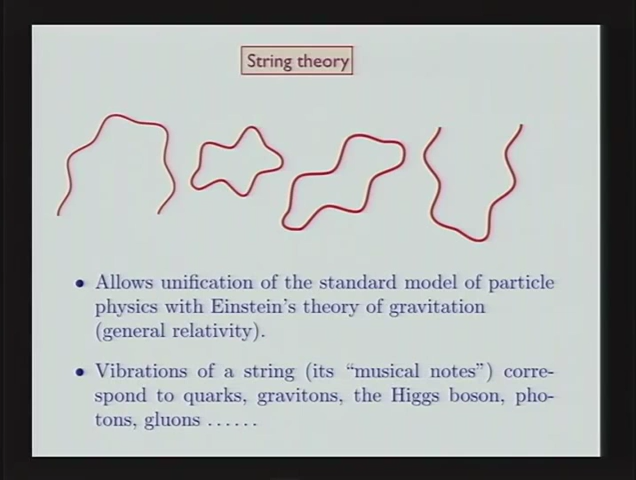 String theory
• Allows unification of the standard model of particle
physics with Einstein's theory of gravitation
(general relativity).
• Vibrations of a string (its “musical notes”) corre-
spond to quarks, gravitons, the Higgs boson, pho-
tons, gluons ......